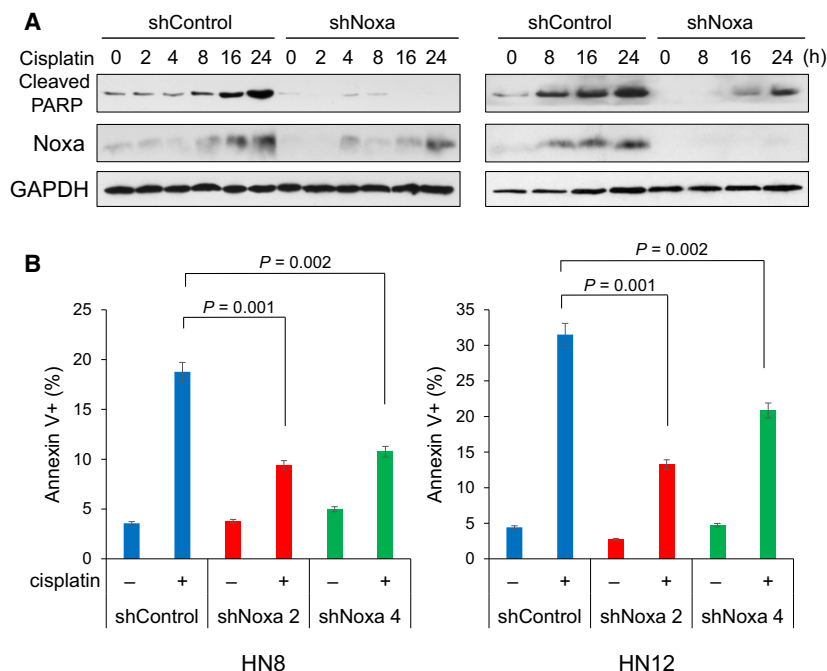 A
shControl shNoxa shControl shNoxa
Cisplatin 0 2 4 8 16 24 0 2 4 8 16 24 0 8 16 24 0 8 16 24 (h)
Cleaved
PARP
Noxa
GAPDH
B
P = 0.002
P = 0.001
25
20
15
10
5
0
Annexin V+ (%)
cisplatin – + – + – +
shControl shNoxa 2 shNoxa 4
HN8
P = 0.002
P = 0.001
35
30
25
20
15
10
5
0
Annexin V+ (%)
– + – + – +
shControl shNoxa 2 shNoxa 4
HN12